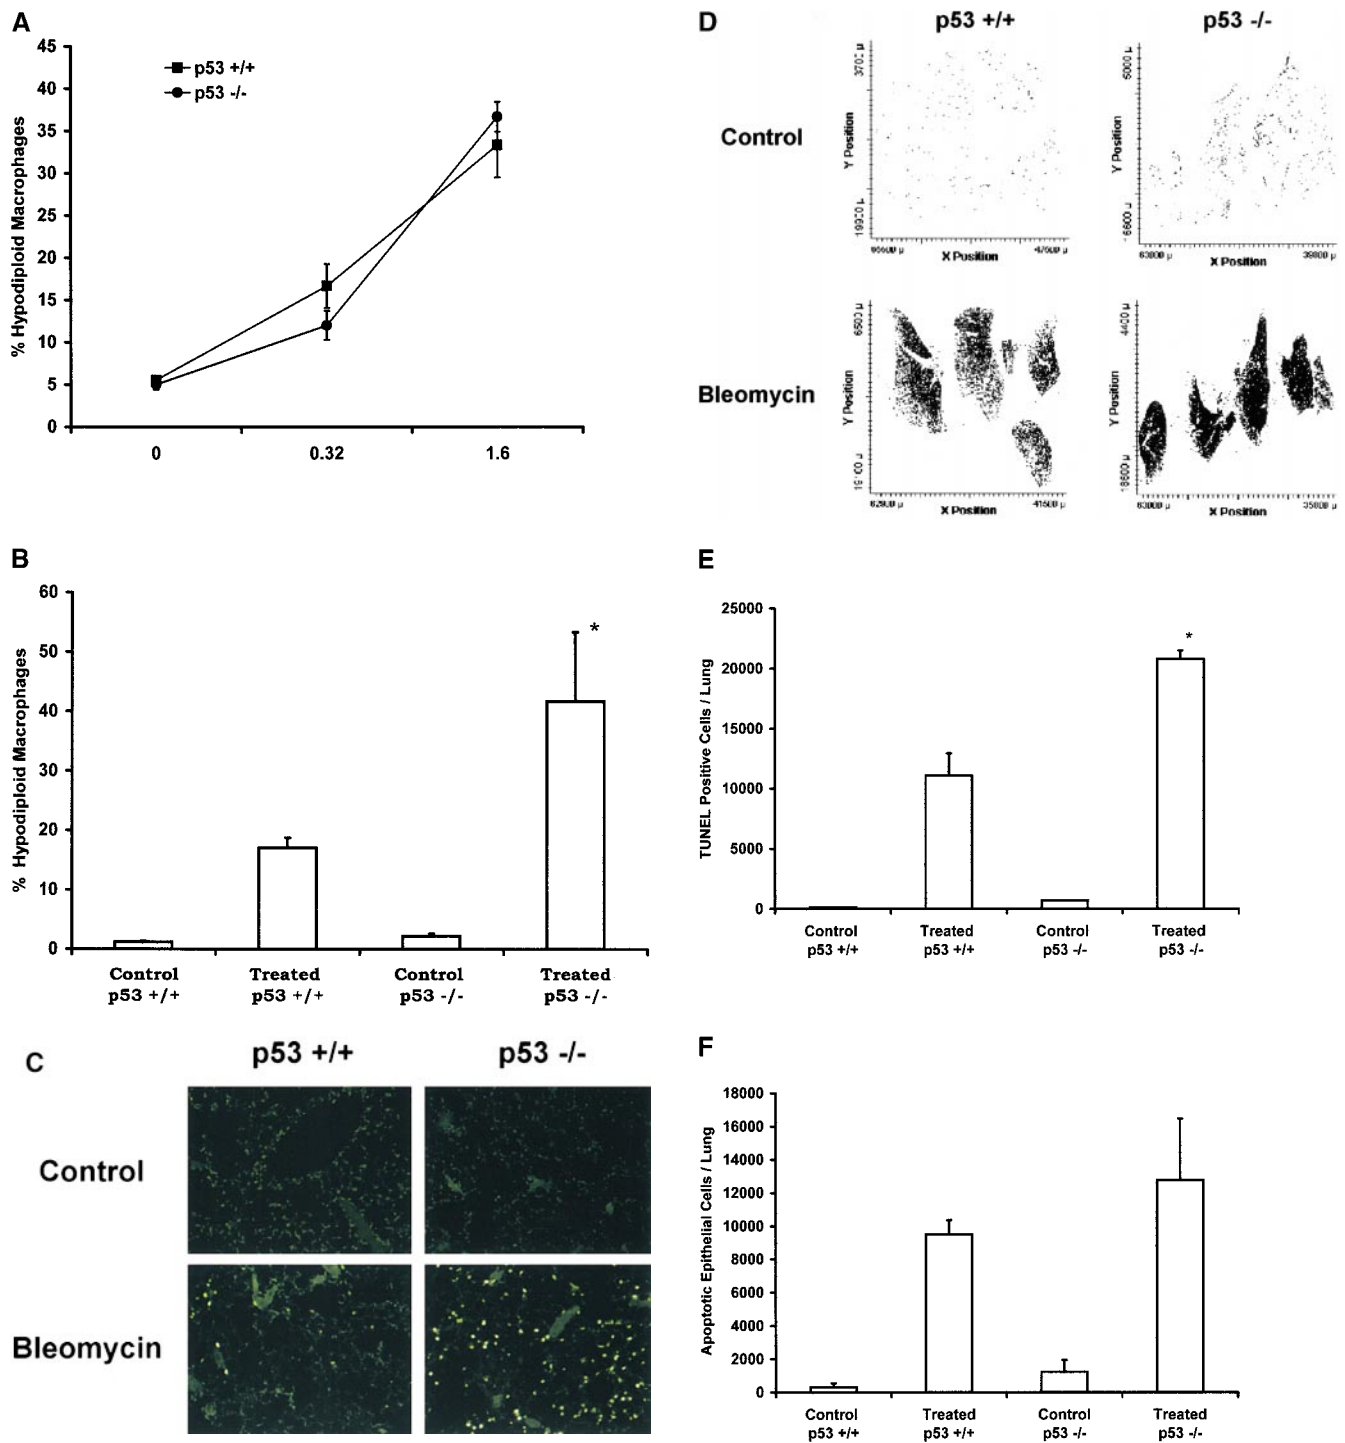 A
45
40
35
30
25
20
15
10
5
0
% Hypodiploid Macrophages
p53 +/+
p53 -/-
0 0.32 1.6
B
60
50
40
30
20
10
0
% Hypodiploid Macrophages
*
Control Treated Control Treated
p53 +/+ p53 +/+ p53 -/- p53 -/-
C
p53 +/+ p53 -/-
Control
Bleomycin
D
p53 +/+ p53 -/-
Control
Y Position
X Position
Y Position
X Position
Bleomycin
Y Position
X Position
Y Position
X Position
E
25000
20000
15000
10000
5000
0
TUNEL Positive Cells / Lung
*
Control Treated Control Treated
p53 +/+ p53 +/+ p53 -/- p53 -/-
F
18000
16000
14000
12000
10000
8000
6000
4000
2000
0
Apoptotic Epithelial Cells / Lung
Control Treated Control Treated
p53 +/+ p53 +/+ p53 -/- p53 -/-